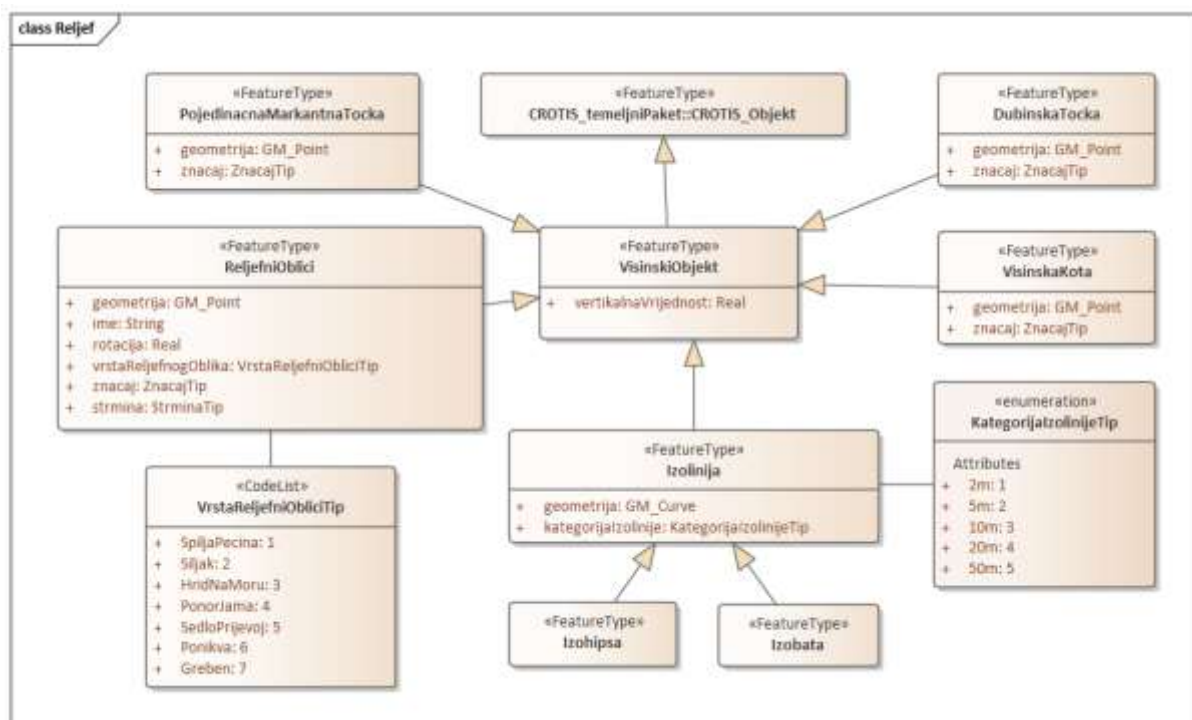 class Reljef
«FeatureType»
PojedinacnaMarkantnaTocka
+ geometrija: GM_Point
+ znacaj: ZnacajTip
«FeatureType»
CROTIS_temeljniPaket::CROTIS_Objekt
«FeatureType»
DubinskaTocka
+ geometrija: GM_Point
+ znacaj: ZnacajTip
«FeatureType»
ReljefniOblici
+ geometrija: GM_Point
+ ime: String
+ rotacija: Real
+ vrstaReljefnogOblika: VrstaReljefniObliciTip
+ znacaj: ZnacajTip
+ strmina: StrminaTip
«FeatureType»
VisinskiObjekt
+ vertikalnaVrijednost: Real
«FeatureType»
VisinskaKota
+ geometrija: GM_Point
+ znacaj: ZnacajTip
«enumeration»
KategorijaIzolinijeTip
Attributes
+ 2m: 1
+ 5m: 2
+ 10m: 3
+ 20m: 4
+ 50m: 5
«FeatureType»
Izolinija
+ geometrija: GM_Curve
+ kategorijaIzolinije: KategorijaIzolinijeTip
«CodeList»
VrstaReljefniObliciTip
+ SpiljaPecina: 1
+ Siljak: 2
+ HridNaMoru: 3
+ PonorJama: 4
+ SedloPrijevoj: 5
+ Ponikva: 6
+ Greben: 7
«FeatureType»
Izohipsa
«FeatureType»
Izobata